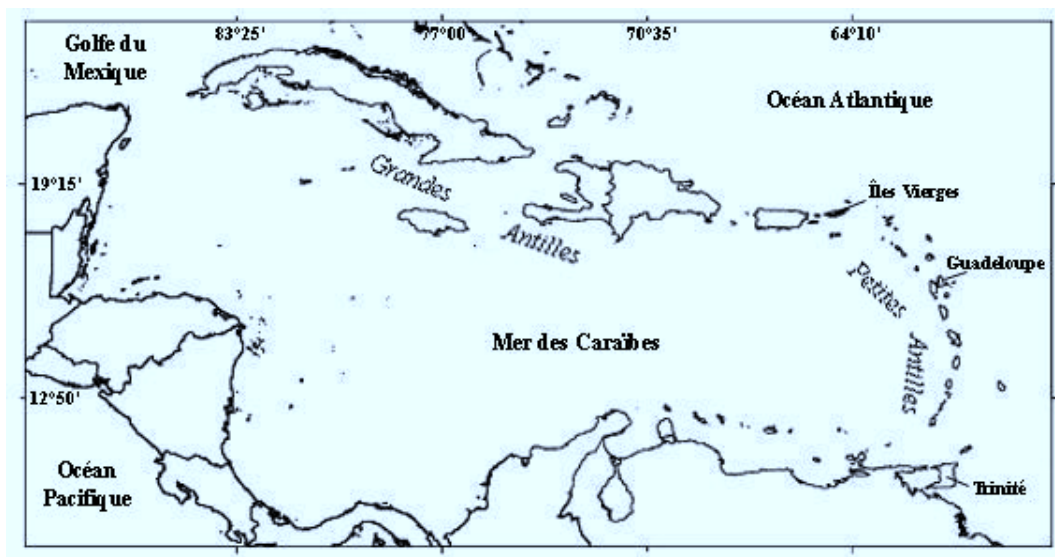 83°25' 77°00 70°35' 64°10'
Golfe du
Mexique
Océan Atlantique
19°15'
Grandes
Antilles
Îles Vierges
Guadeloupe
Petites
Antilles
Mer des Caraïbes
12°50'
Océan
Pacifique
Trinité